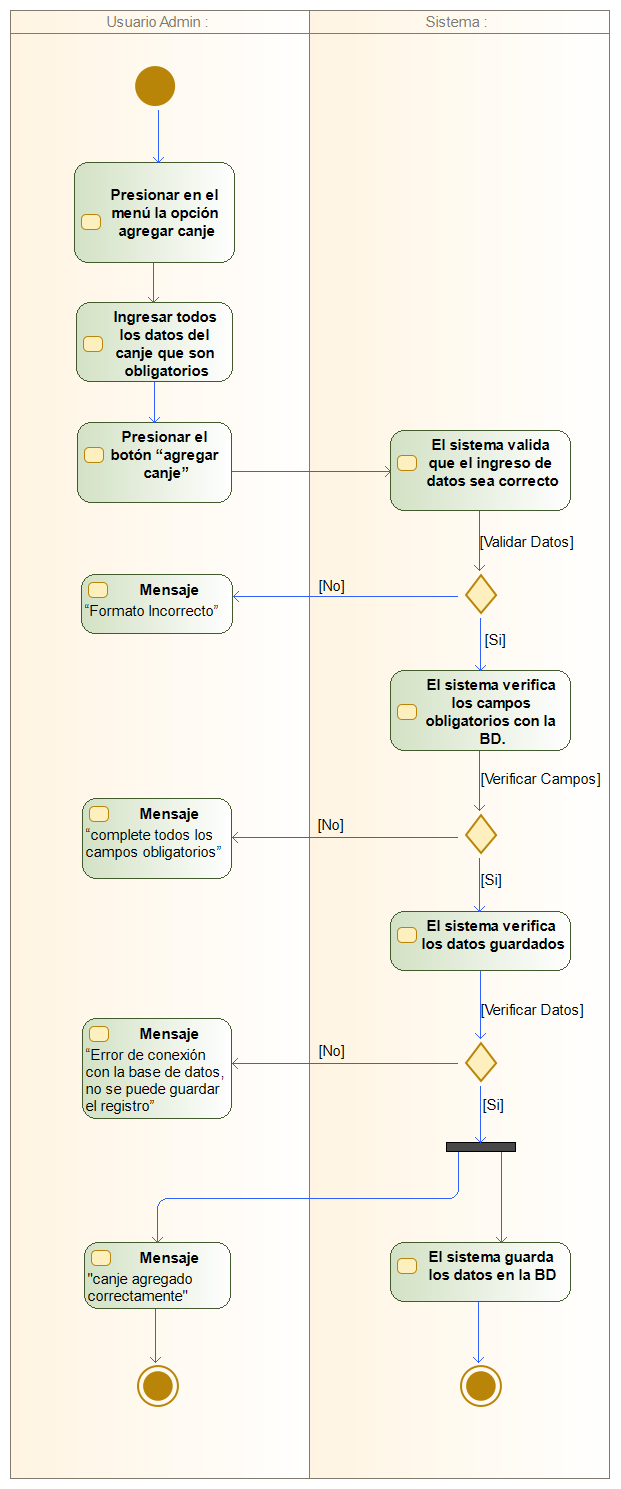 Usuario Admin :
Sistema :
Presionar en el
menú la opción
agregar canje
Ingresar todos
los datos del
canje que son
obligatorios
Presionar el
botón “agregar
canje”
El sistema valida
que el ingreso de
datos sea correcto
[Validar Datos]
[No]
Mensaje
“Formato Incorrecto”
[Si]
El sistema verifica
los campos
obligatorios con la
BD.
[Verificar Campos]
[No]
Mensaje
“complete todos los
campos obligatorios”
[Si]
El sistema verifica
los datos guardados
[Verificar Datos]
[No]
Mensaje
“Error de conexión
con la base de datos,
no se puede guardar
el registro”
[Si]
Mensaje
"canje agregado
correctamente"
El sistema guarda
los datos en la BD